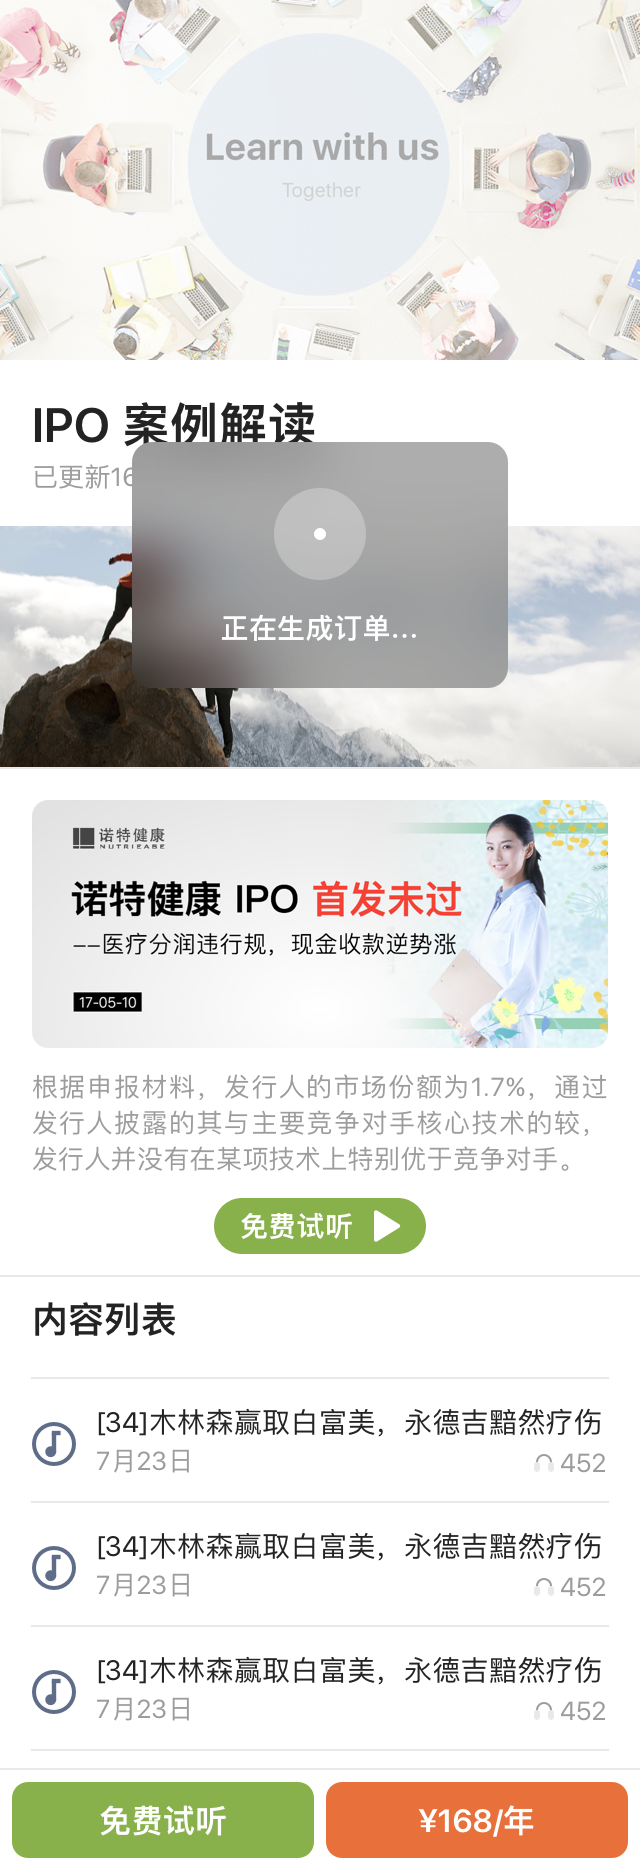 Learn with us
Together
IPO 案例解读
已更新16
正在生成订单...
诺特健康
NUTRIEABE
诺特健康 IPO 首发未过
--医疗分润违行规，现金收款逆势涨
17-05-10
根据申报材料，发行人的市场份额为1.7%，通过
发行人披露的其与主要竞争对手核心技术的较，
发行人并没有在某项技术上特别优于竞争对手。
免费试听
内容列表
[34]木林森赢取白富美，永德吉黯然疗伤
7月23日
452
[34]木林森赢取白富美，永德吉黯然疗伤
7月23日
452
[34]木林森赢取白富美，永德吉黯然疗伤
7月23日
452
免费试听
¥168/年